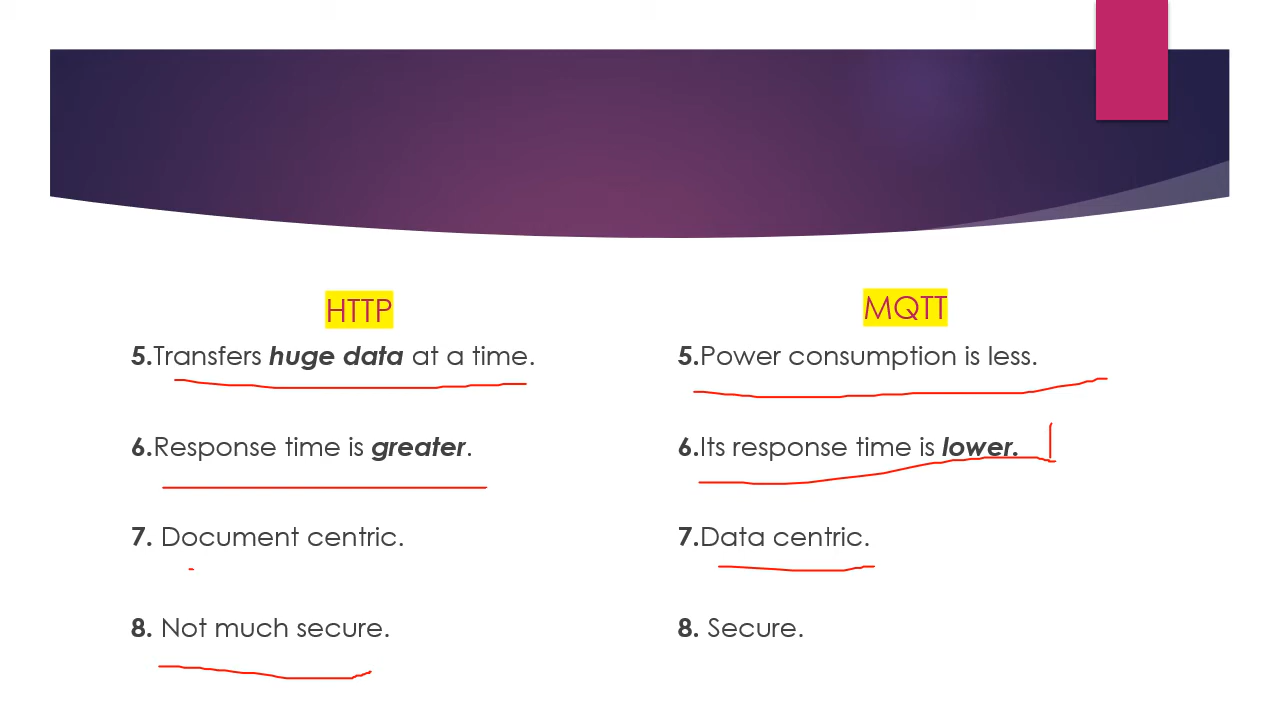 HTTP
5.Transfers huge data at a time.
6.Response time is greater.
7. Document centric.
8. Not much secure.
MQTT
5.Power consumption is less.
6.Its response time is lower.
7.Data centric.
8. Secure.